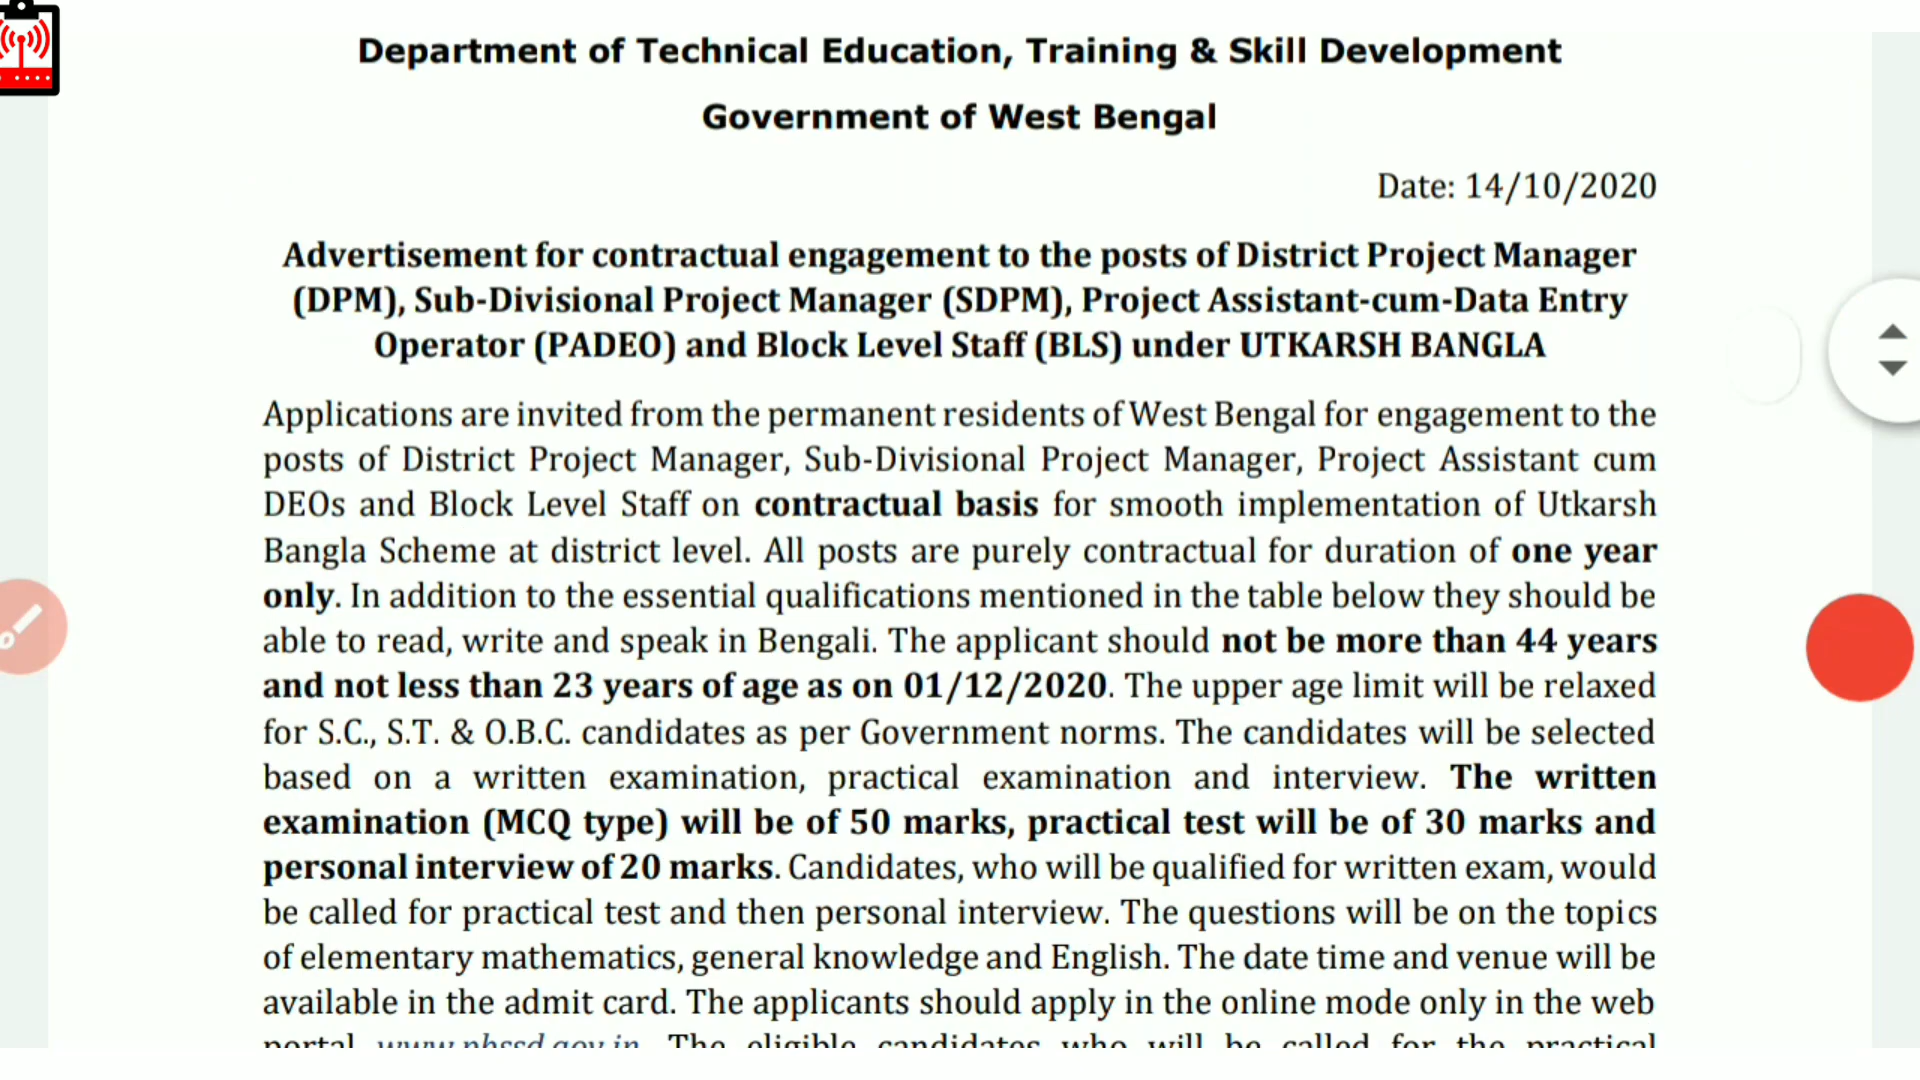 Department of Technical Education, Training & Skill Development
Government of West Bengal
Date: 14/10/2020
Advertisement for contractual engagement to the posts of District Project Manager
(DPM), Sub-Divisional Project Manager (SDPM), Project Assistant-cum-Data Entry
Operator (PADEO) and Block Level Staff (BLS) under UTKARSH BANGLA
Applications are invited from the permanent residents of West Bengal for engagement to the
posts of District Project Manager, Sub-Divisional Project Manager, Project Assistant cum
DEOs and Block Level Staff on contractual basis for smooth implementation of Utkarsh
Bangla Scheme at district level. All posts are purely contractual for duration of one year
only. In addition to the essential qualifications mentioned in the table below they should be
able to read, write and speak in Bengali. The applicant should not be more than 44 years
and not less than 23 years of age as on 01/12/2020. The upper age limit will be relaxed
for S.C., S.T. & O.B.C. candidates as per Government norms. The candidates will be selected
based on a written examination, practical examination and interview. The written
examination (MCQ type) will be of 50 marks, practical test will be of 30 marks and
personal interview of 20 marks. Candidates, who will be qualified for written exam, would
be called for practical test and then personal interview. The questions will be on the topics
of elementary mathematics, general knowledge and English. The date time and venue will be
available in the admit card. The applicants should apply in the online mode only in the web
portal The eligible candidates who will be called for the practical